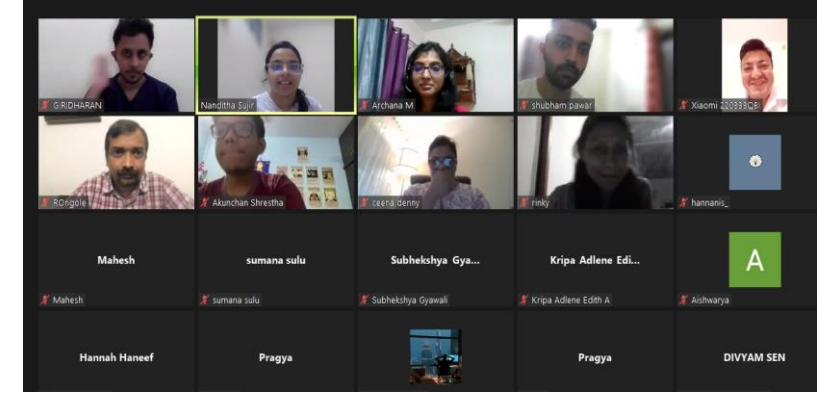 GIRIDHARAN
Nanditha Sujir
Archana M
shubham pawar
Xiaomi 220333QBI
ROngole
Akunchan Shrestha
ceena denny
rinky
hannanis_
Mahesh
sumana sulu
Subhekshya Gya...
Kripa Adlene Edi...
A
Mahesh
sumana sulu
Subhekshya Gyawali
Kripa Adlene Edith A
Aishwarya
Hannah Haneef
Pragya
Pragya
DIVYAM SEN